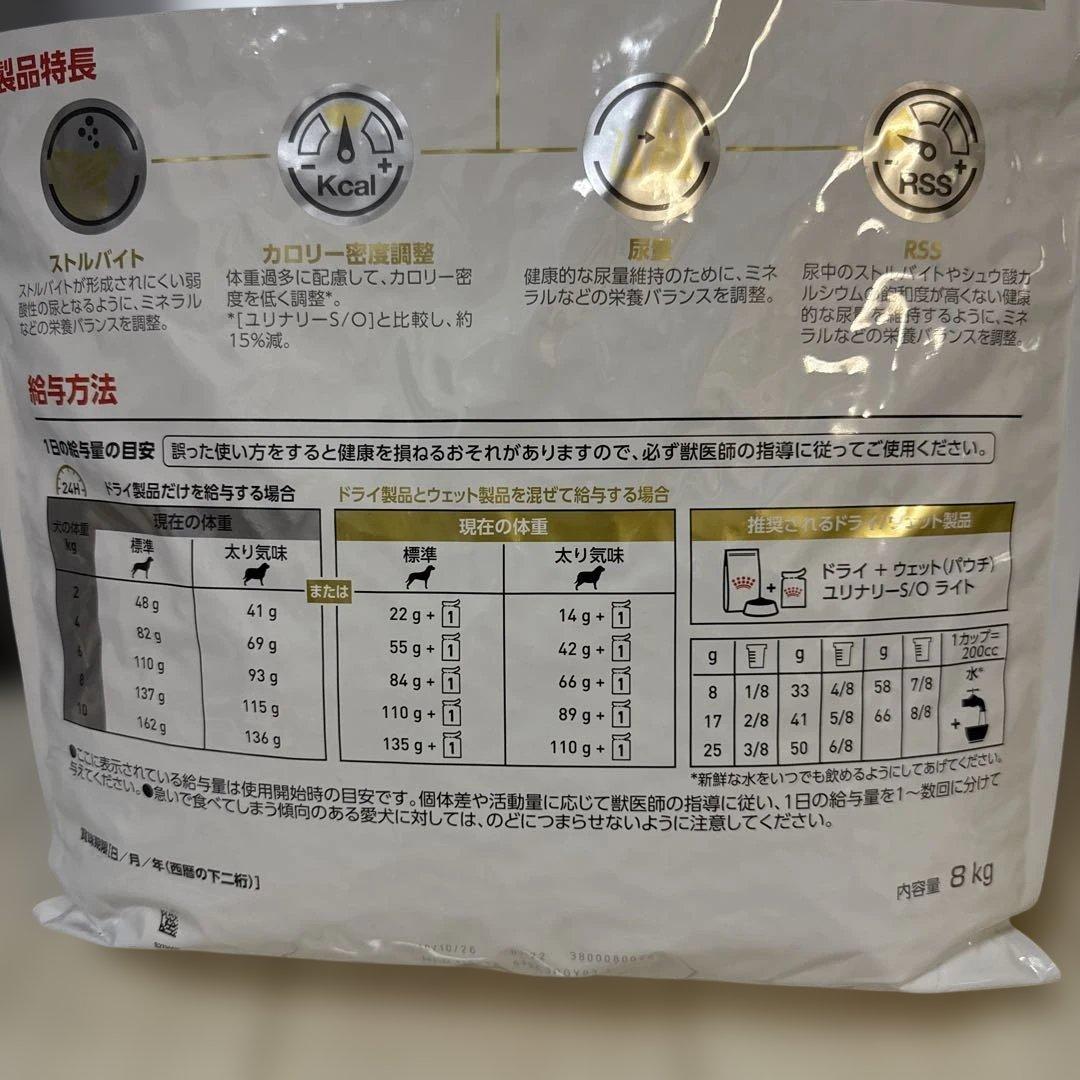 製品特長
Kcal
RSS
ストルバイト
ストルバイトが形成されにくい弱
酸性の尿となるように、ミネラル
などの栄養バランスを調整。
カロリー密度調整
体重過多に配慮して、カロリー密
度を低く調整*。
*[ユリナリーS/O]と比較し、約
15%減。
尿量
健康的な尿量維持のために、ミネ
ラルなどの栄養バランスを調整。
RSS
尿中のストルバイトやシュウ酸カ
ルシウムの飽和度が高くない健康
的な尿を維持するように、ミネ
ラルなどの栄養バランスを調整。
給与方法
1日の給与量の目安 誤った使い方をすると健康を損ねるおそれがありますので、必ず獣医師の指導に従ってご使用ください。
24H ドライ製品だけを給与する場合
犬の体重 kg 現在の体重
標準 太り気味
2 48 g 41 g
4 82 g 69 g
6 110 g 93 g
8 137 g 115 g
10 162 g 136 g
または
ドライ製品とウェット製品を混ぜて給与する場合
現在の体重
標準 太り気味
22 g + 1 14 g + 1
55 g + 1 42 g + 1
84 g + 1 66 g + 1
110 g + 1 89 g + 1
135 g + 1 110 g + 1
推奨されるドライ/ウェット製品
ドライ + ウェット(パウチ)
ユリナリーS/O ライト
g g g 1カップ=
200cc
8 1/8 33 4/8 58 7/8 水*
17 2/8 41 5/8 66 8/8
25 3/8 50 6/8
*新鮮な水をいつでも飲めるようにしてあげてください。
●ここに表示されている給与量は使用開始時の目安です。個体差や活動量に応じて獣医師の指導に従い、1日の給与量を1～数回に分けて
与えてください。●急いで食べてしまう傾向のある愛犬に対しては、のどにつまらせないように注意してください。
賞味期限[日/月/年(西暦の下二桁)]
内容量 8 kg